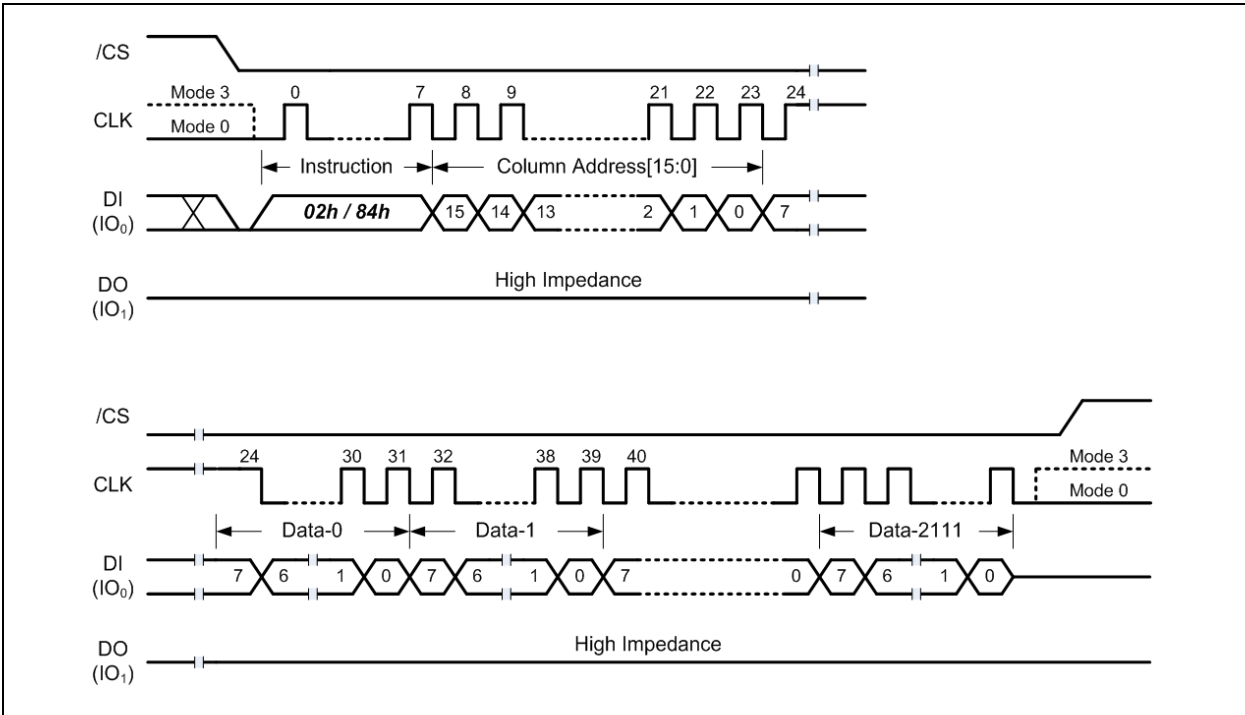 /CS
Mode 3 0 7 8 9 21 22 23 24
CLK
Mode 0
Instruction Column Address[15:0]
DI
(IO₀)
02h / 84h 15 14 13 2 1 0 7
High Impedance
DO
(IO₁)
/CS
24 30 31 32 38 39 40 Mode 3
CLK
Mode 0
Data-0 Data-1 Data-2111
DI
(IO₀)
7 6 1 0 7 6 1 0 7 0 7 6 1 0
High Impedance
DO
(IO₁)